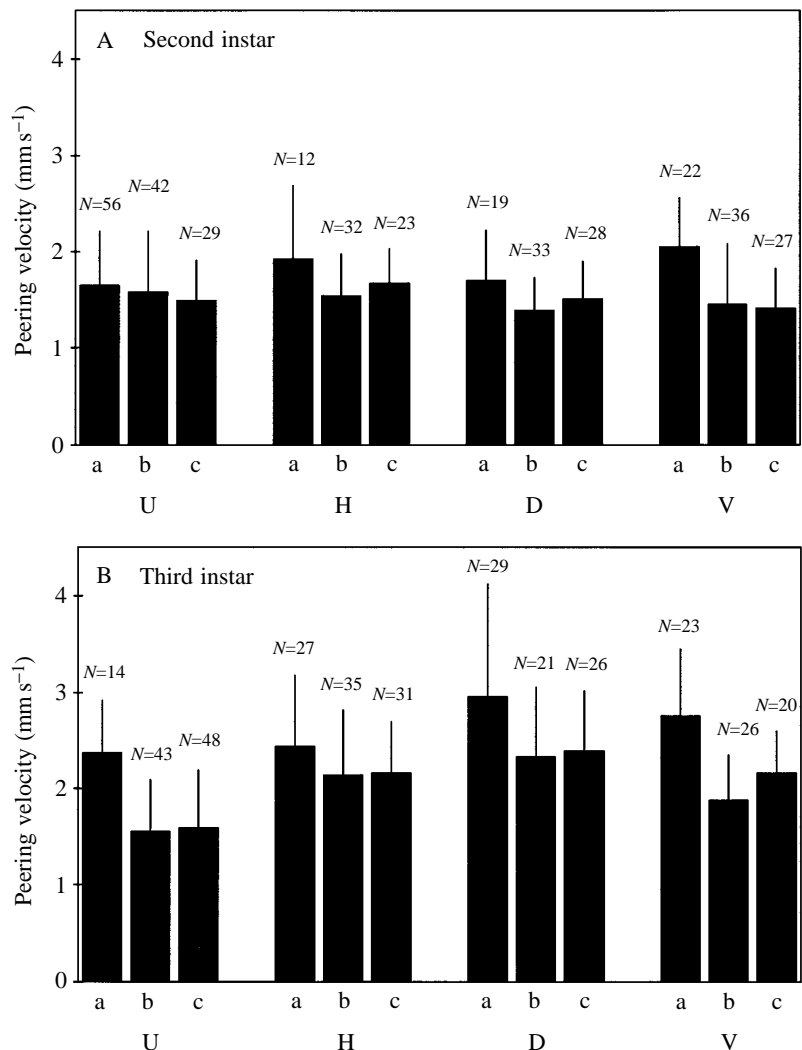 A Second instar
Peering velocity (mm s⁻¹)
4
3
2
1
0
N=56
N=42
N=29
N=12
N=32
N=23
N=19
N=33
N=28
N=22
N=36
N=27
a b c a b c a b c a b c
U H D V
B Third instar
Peering velocity (mm s⁻¹)
4
3
2
1
0
N=14
N=43
N=48
N=27
N=35
N=31
N=29
N=21
N=26
N=23
N=26
N=20
a b c a b c a b c a b c
U H D V